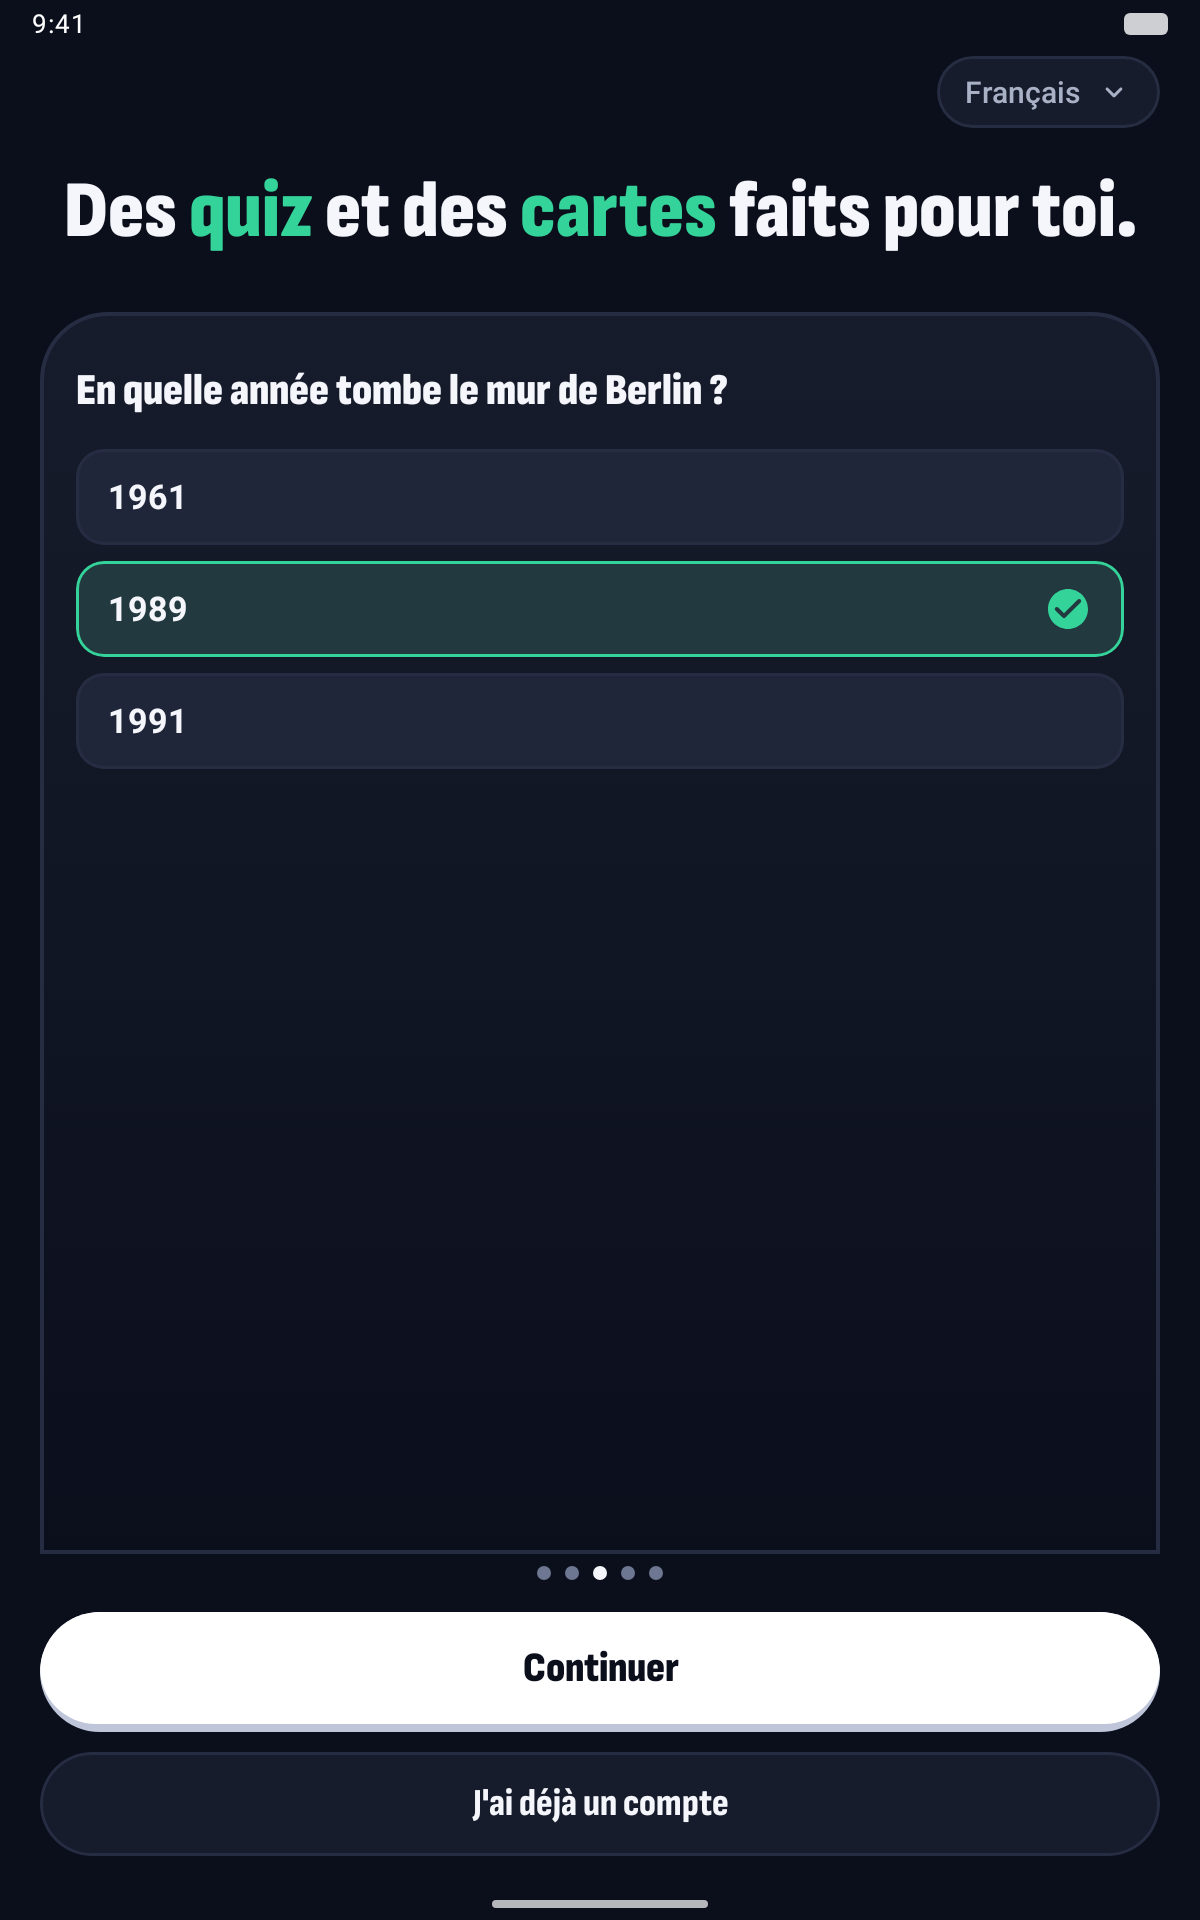 9:41
Français
Des quiz et des cartes faits pour toi.
En quelle année tombe le mur de Berlin ?
1961
1989
1991
Continuer
J'ai déjà un compte